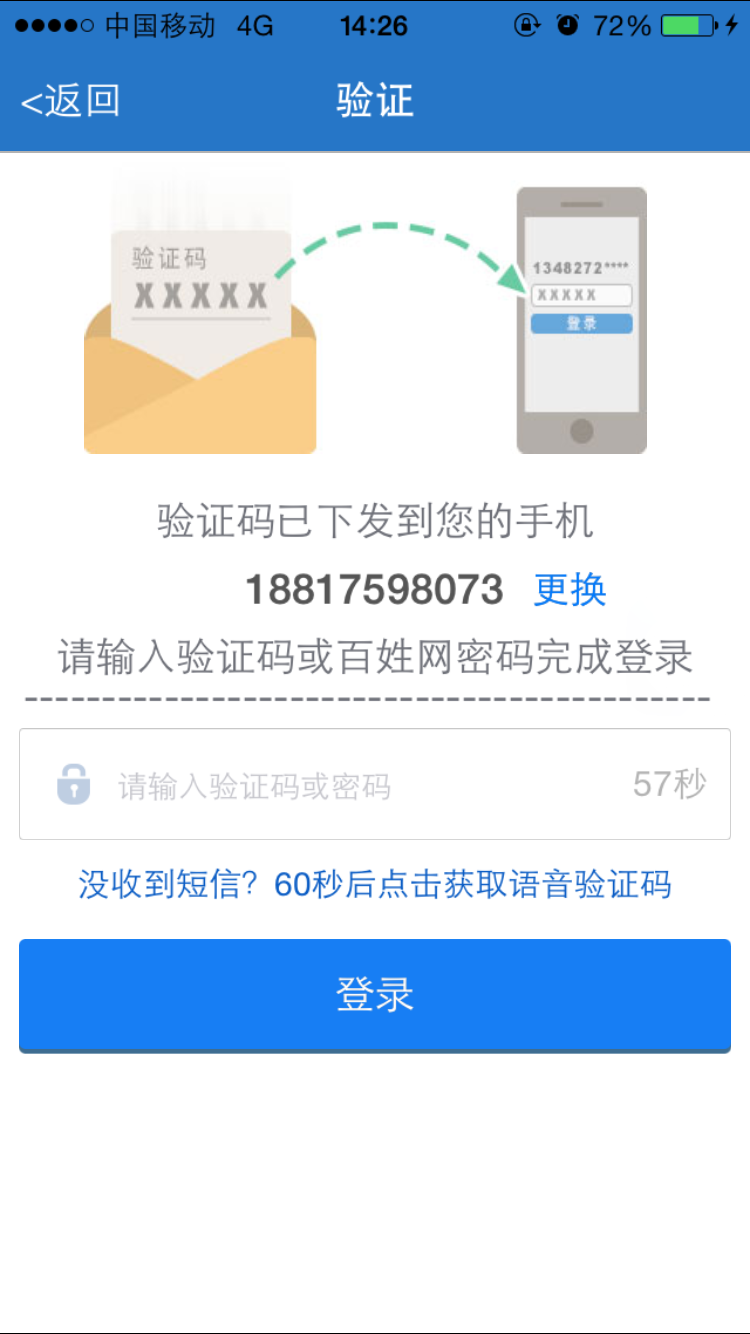 中国移动 4G 14:26 72%
<返回 验证
验证码
XXXXX
1348272****
XXXXX
登录
验证码已下发到您的手机
18817598073 更换
请输入验证码或百姓网密码完成登录
请输入验证码或密码 57秒
没收到短信？60秒后点击获取语音验证码
登录